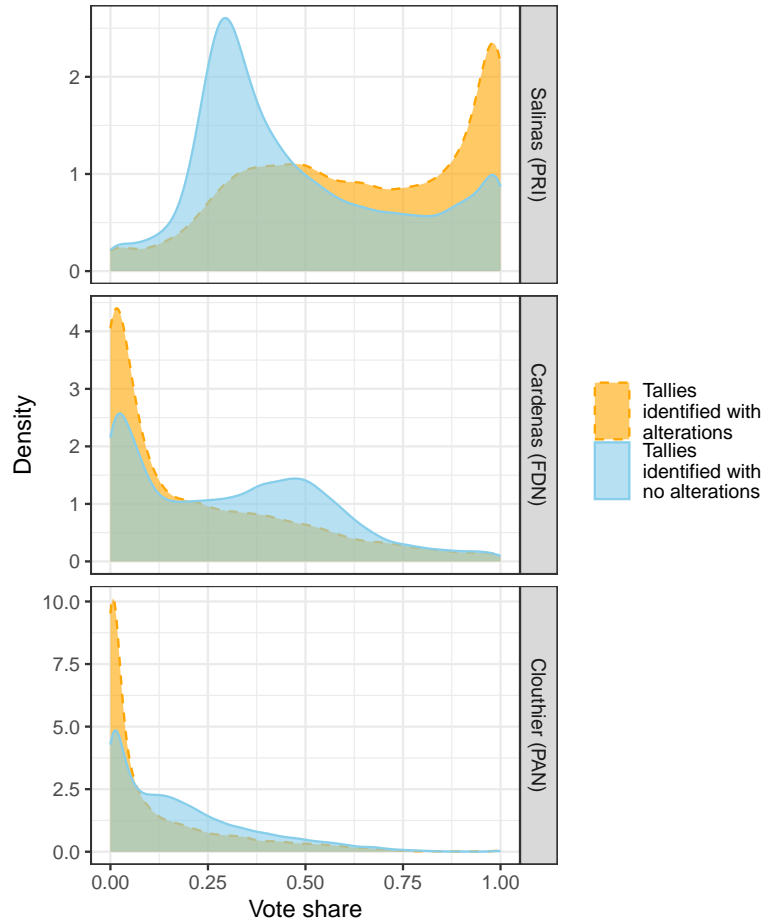 2
1
0
Salinas (PRI)
4
3
2
1
0
Cardenas (FDN)
10.0
7.5
5.0
2.5
0.0
Clouthier (PAN)
0.00 0.25 0.50 0.75 1.00
Vote share
Density
Tallies
identified with
alterations
Tallies
identified with
no alterations